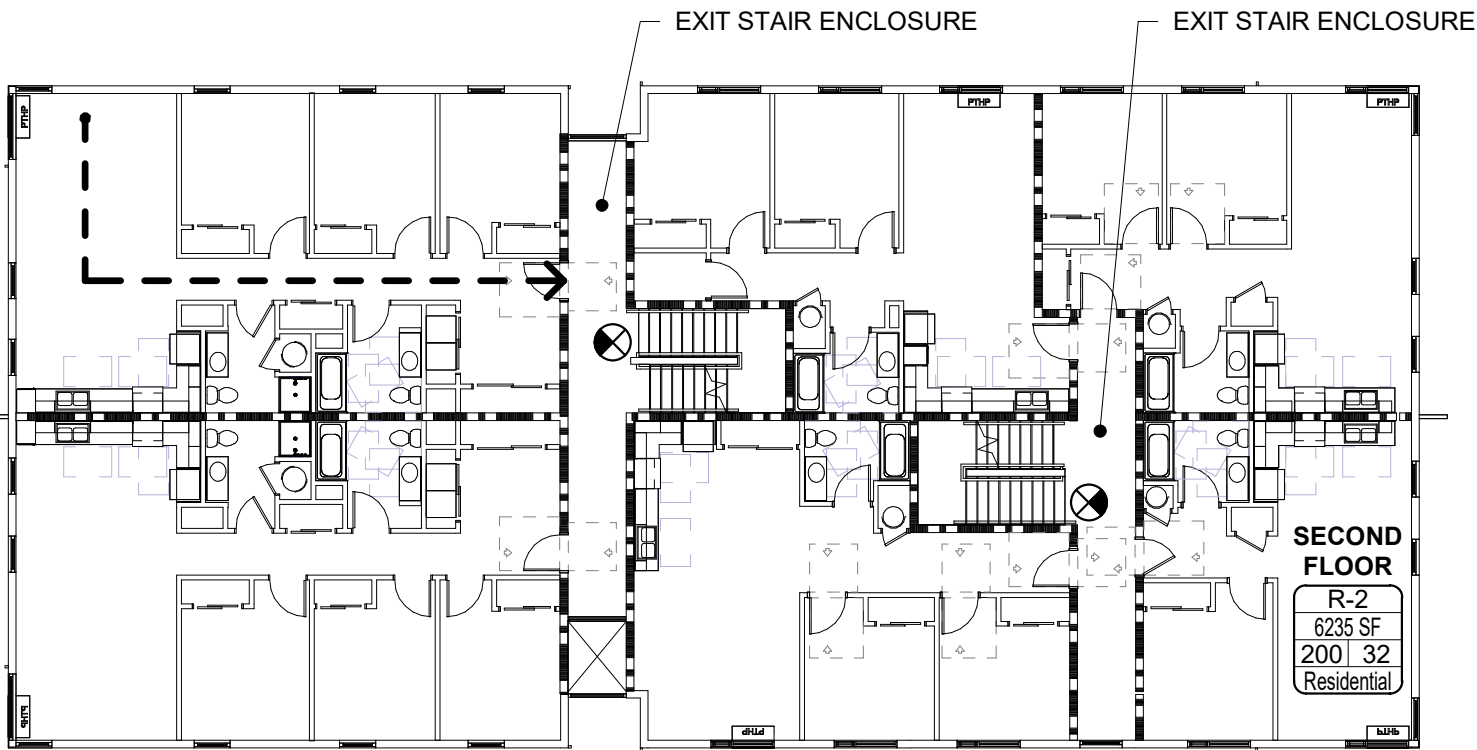 EXIT STAIR ENCLOSURE
EXIT STAIR ENCLOSURE
PTHP
PTHP
PTHP
SECOND
FLOOR
R-2
6235 SF
200 32
Residential
PTHP
PTHP
PTHP